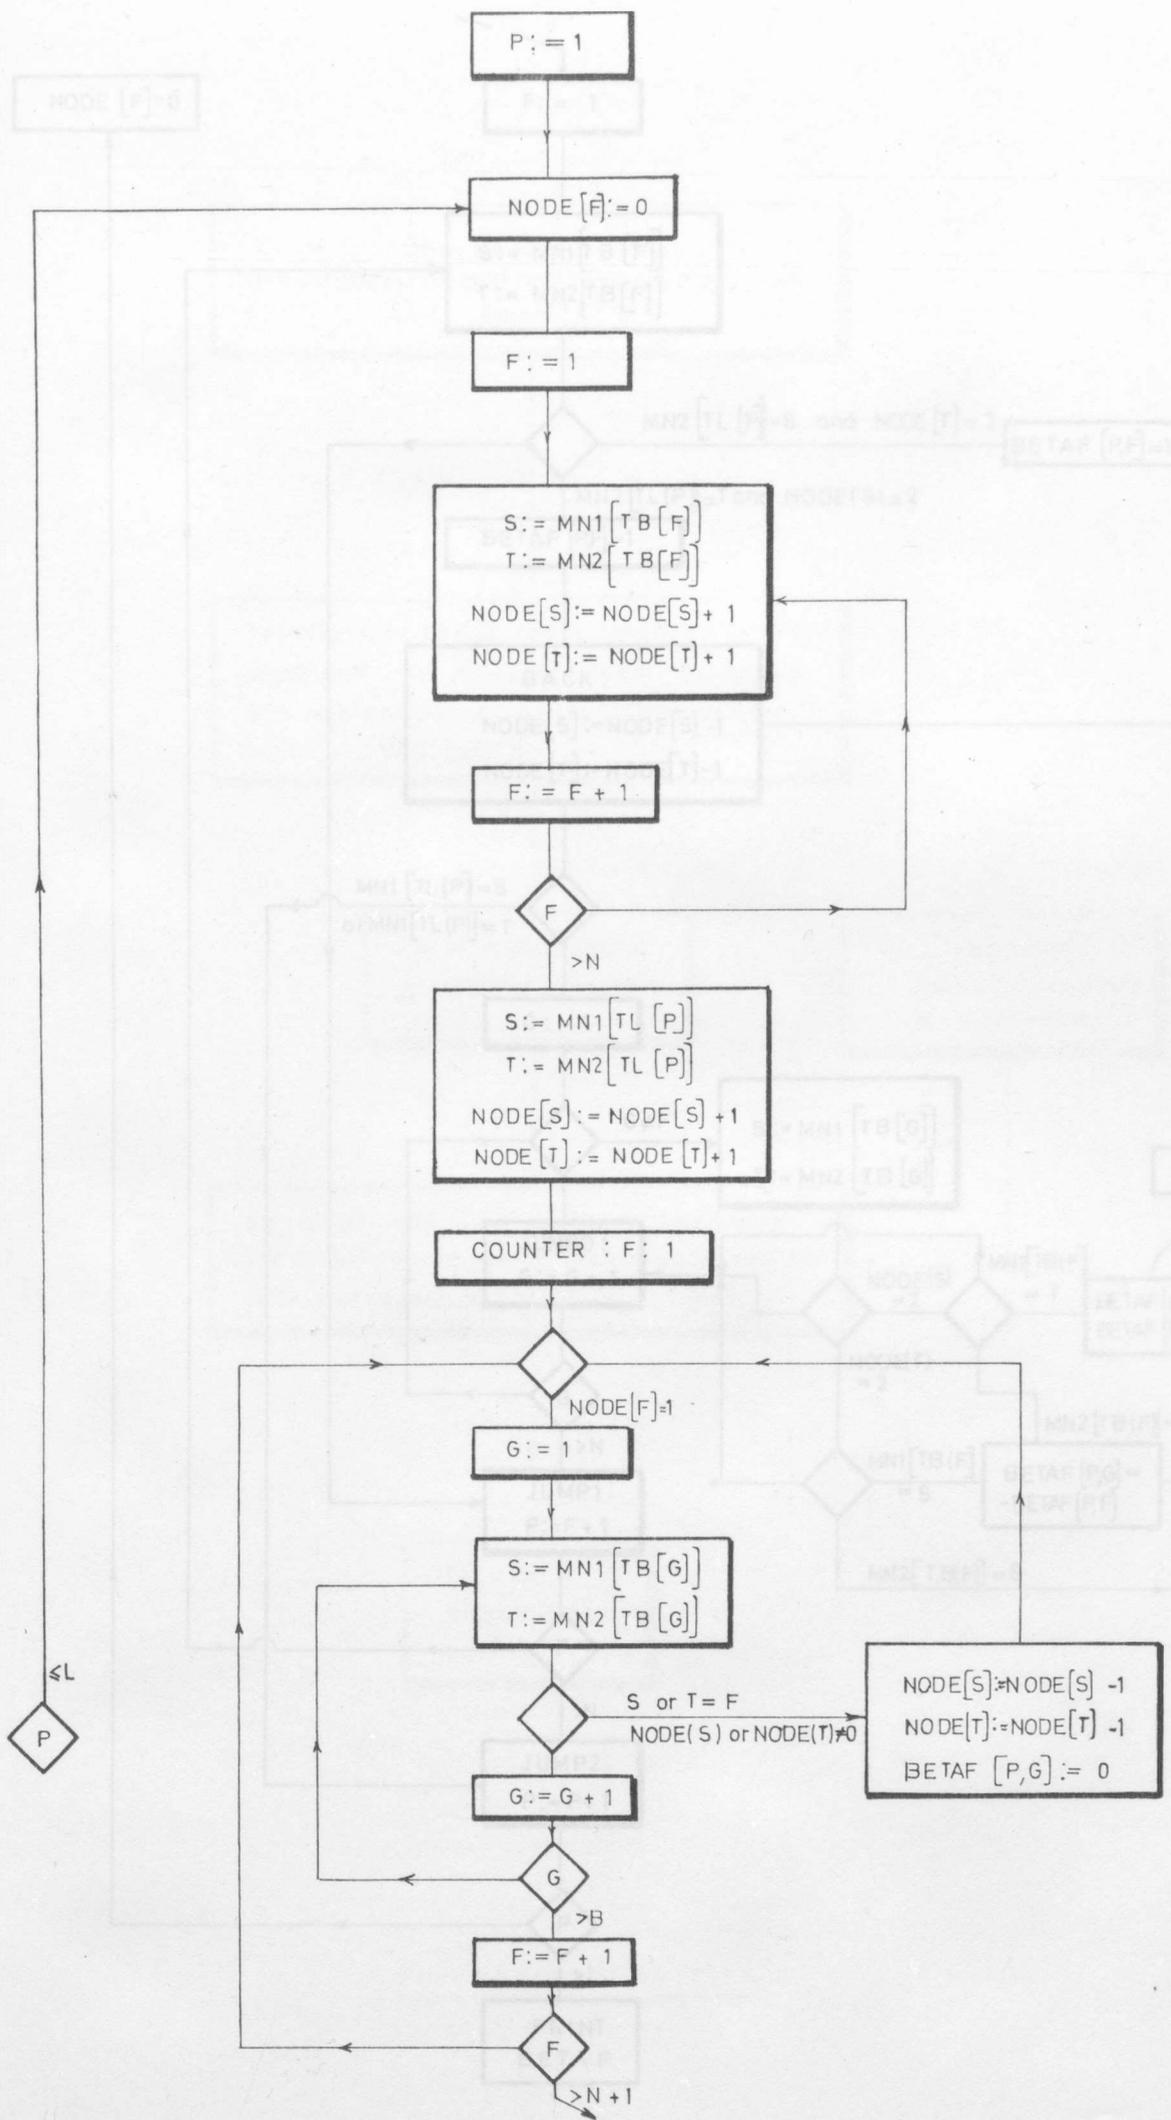 P:=1
NODE[F]:=0
F:=1
S:=MN1[TB[F]]
T:=MN2[TB[F]]
NODE[S]:=NODE[S]+1
NODE[T]:=NODE[T]+1
F:=F+1
F
>N
S:=MN1[TL[P]]
T:=MN2[TL[P]]
NODE[S]:=NODE[S]+1
NODE[T]:=NODE[T]+1
COUNTER : F: 1
NODE[F]=1
G:=1
S:=MN1[TB[G]]
T:=MN2[TB[G]]
S or T=F
NODE(S) or NODE(T)≠0
NODE[S]:=NODE[S]-1
NODE[T]:=NODE[T]-1
BETAF [P,G]:=0
≤L
P
G:=G+1
G
>B
F:=F+1
F
>N+1